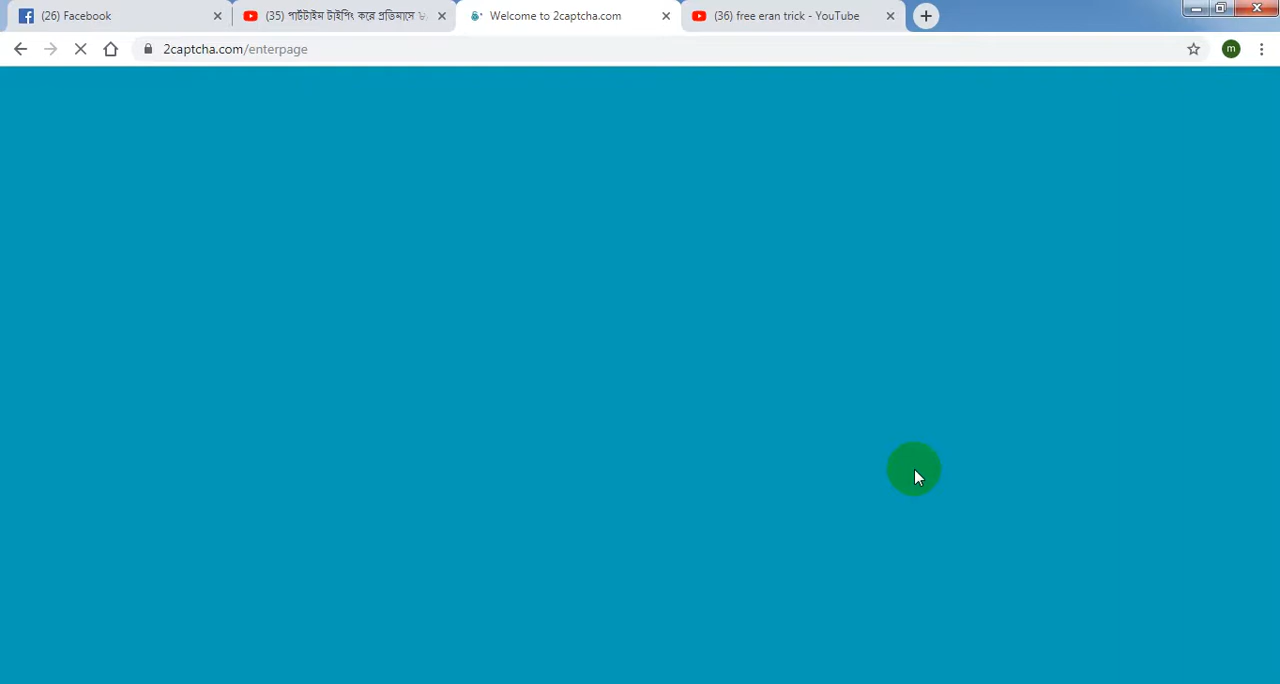 (26) Facebook
(35) পার্টটাইম টাইপিং করে প্রতিমাসে
Welcome to 2captcha.com
(36) free eran trick - YouTube
2captcha.com/enterpage
m